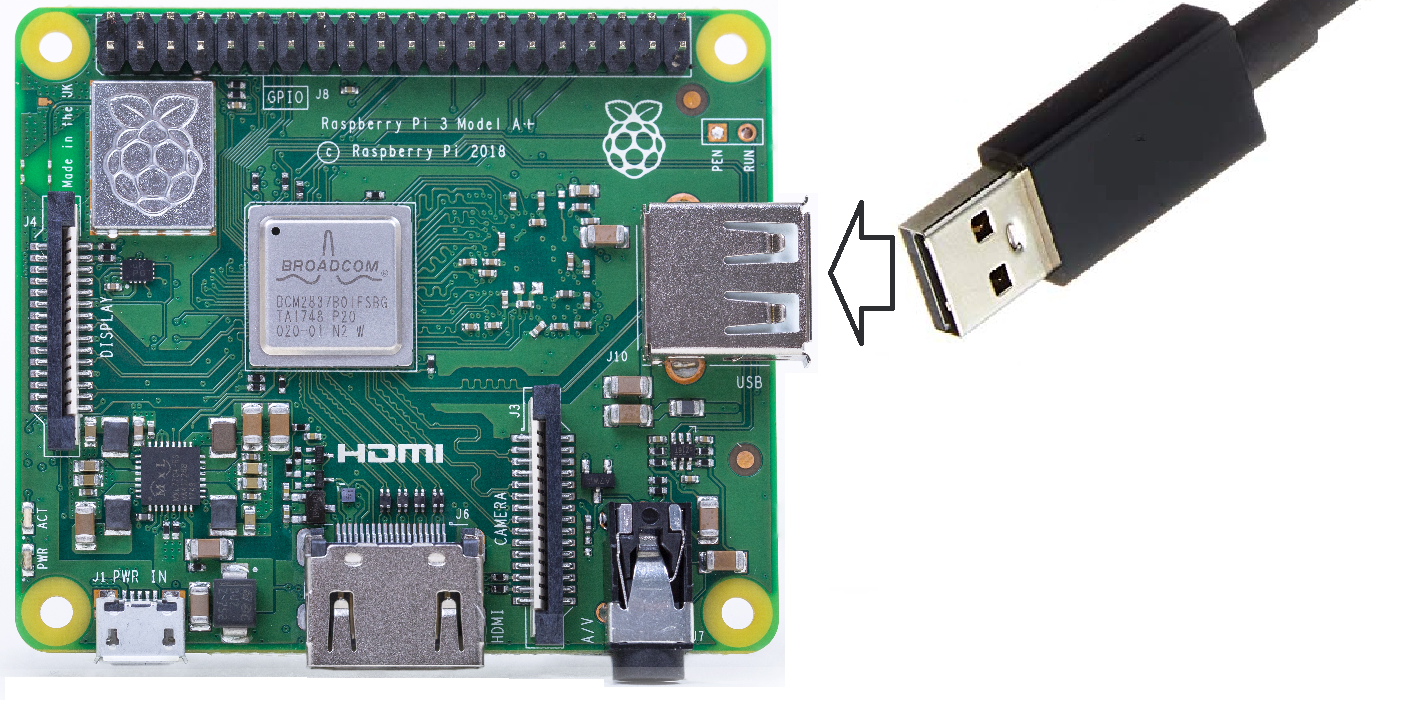 GPIO J8
Raspberry Pi 3 Model A+
© Raspberry Pi 2018
Made in the UK
PEN
RUN
J4
BROADCOM
TA1748 P20
020-01 N2 W
DISPLAY
J10
USB
J3
HDMI
CAMERA
J6
ACT
PWR
J1 PWR IN
HDMI
A/V
J7